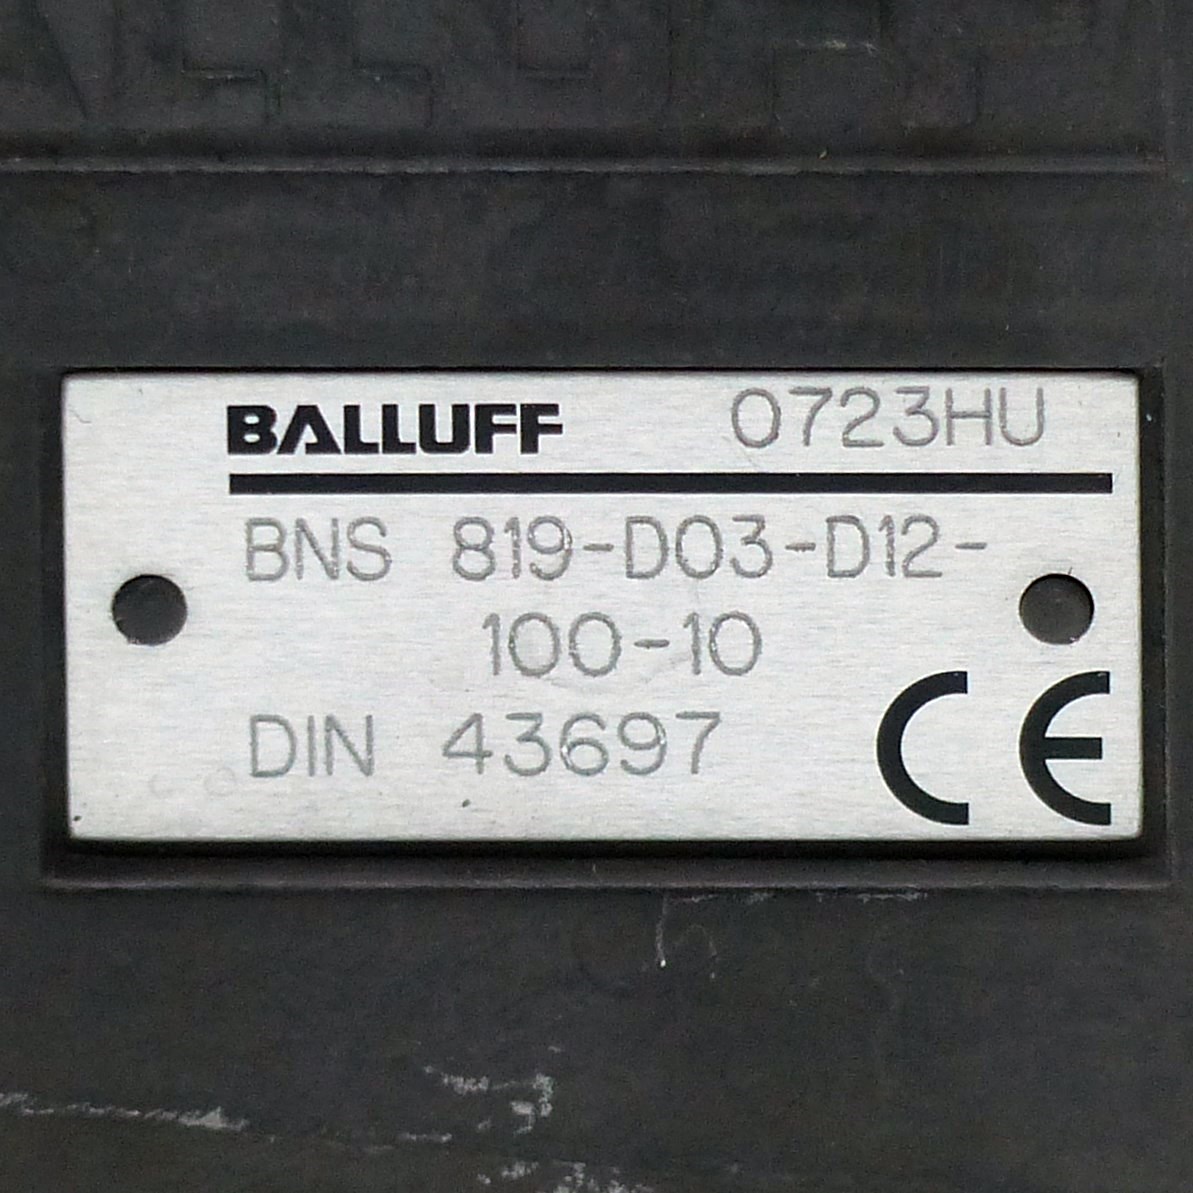 BALLUFF 0723HU
BNS 819-D03-D12-
100-10
DIN 43697
CE